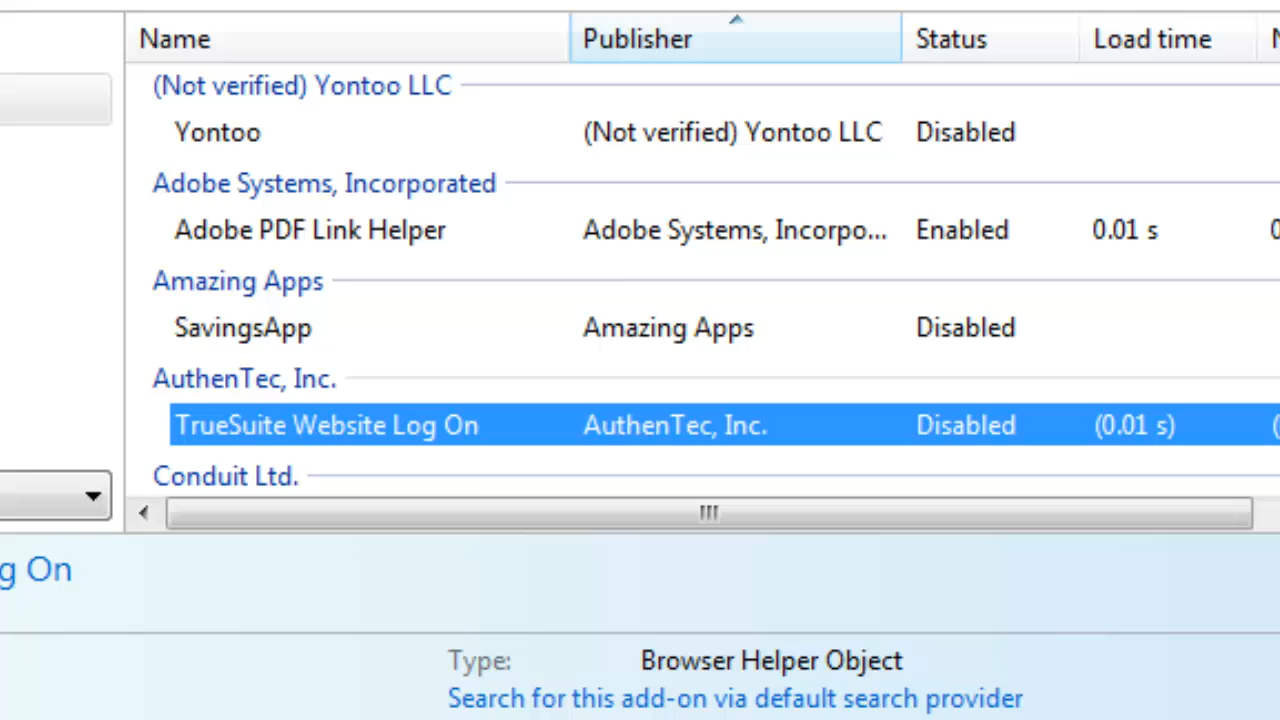 Name Publisher Status Load time
(Not verified) Yontoo LLC
Yontoo (Not verified) Yontoo LLC Disabled
Adobe Systems, Incorporated
Adobe PDF Link Helper Adobe Systems, Incorpo... Enabled 0.01 s
Amazing Apps
SavingsApp Amazing Apps Disabled
AuthenTec, Inc.
TrueSuite Website Log On AuthenTec, Inc. Disabled (0.01 s)
Conduit Ltd.
g On
Type: Browser Helper Object
Search for this add-on via default search provider